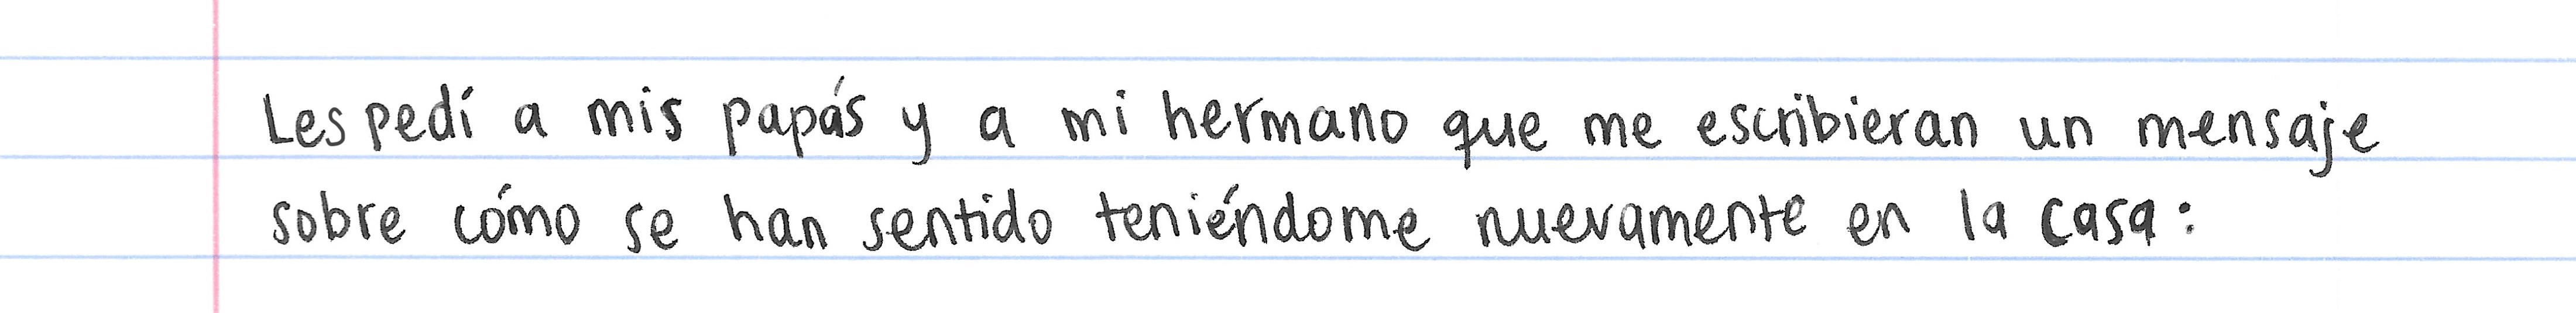 Les pedí a mis papás y a mi hermano que me escribieran un mensaje
sobre cómo se han sentido teniéndome nuevamente en la casa: